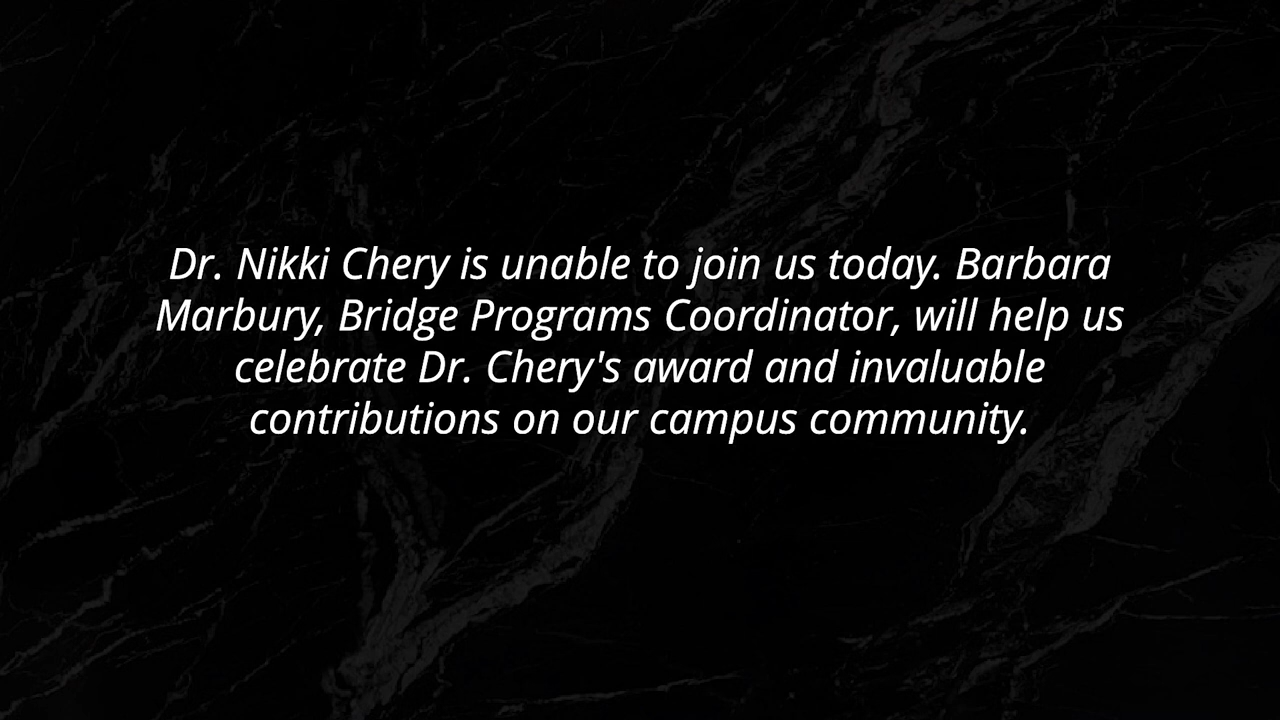 Dr. Nikki Chery is unable to join us today. Barbara
Marbury, Bridge Programs Coordinator, will help us
celebrate Dr. Chery's award and invaluable
contributions on our campus community.